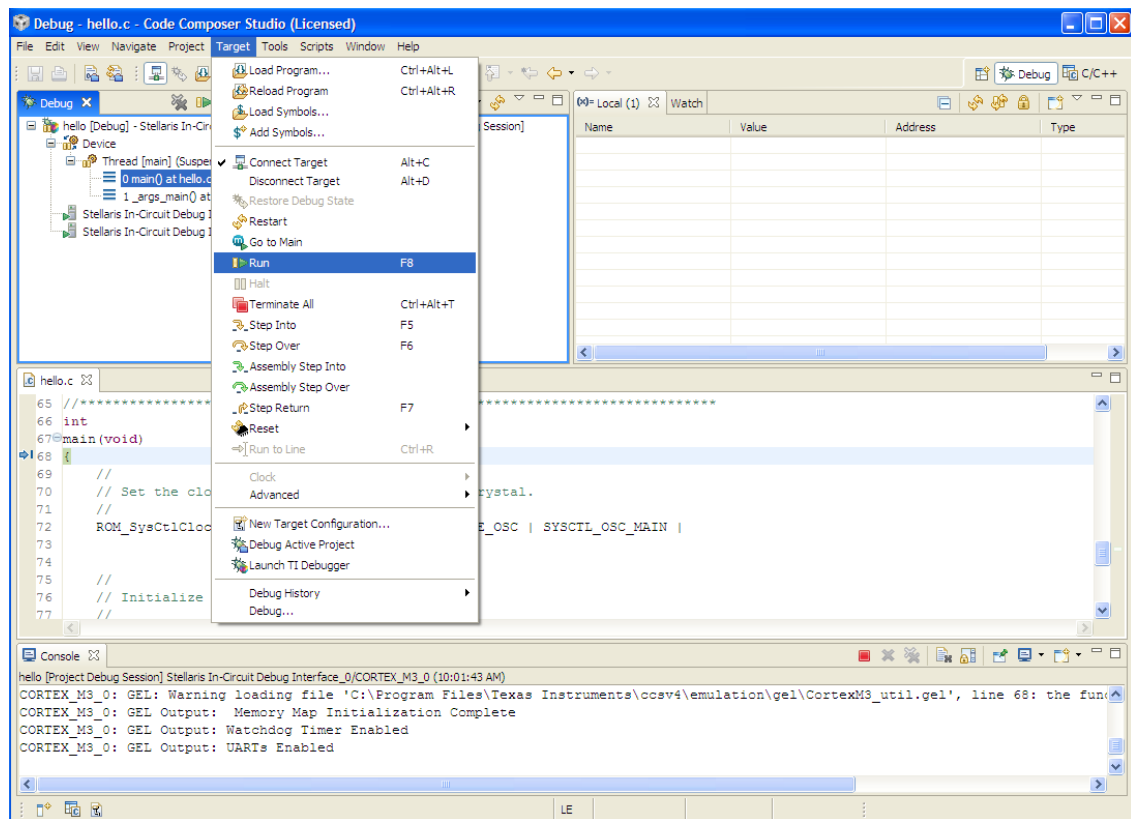 Debug - hello.c - Code Composer Studio (Licensed)
File Edit View Navigate Project Target Tools Scripts Window Help
Debug C/C++
Debug
hello [Debug] - Stellaris In-Cir
Session]
Device
Thread [main] (Suspe
0 main() at hello.c
1 _args_main() at
Stellaris In-Circuit Debug I
Stellaris In-Circuit Debug I
Load Program... Ctrl+Alt+L
Reload Program Ctrl+Alt+R
Load Symbols...
Add Symbols...
Connect Target Alt+C
Disconnect Target Alt+D
Restore Debug State
Restart
Go to Main
Run F8
Halt
Terminate All Ctrl+Alt+T
Step Into F5
Step Over F6
Assembly Step Into
Assembly Step Over
Step Return F7
Reset
Run to Line Ctrl+R
Clock
Advanced
New Target Configuration...
Debug Active Project
Launch TI Debugger
Debug History
Debug...
(x)= Local (1) Watch
Name Value Address Type
hello.c
65 //**************** *****************************
66 int
67 main(void)
68 {
69 //
70 // Set the clo rystal.
71 //
72 ROM_SysCtlCloc E_OSC | SYSCTL_OSC_MAIN |
73
74
75 //
76 // Initialize
77 //
Console
hello [Project Debug Session] Stellaris In-Circuit Debug Interface_0/CORTEX_M3_0 (10:01:43 AM)
CORTEX_M3_0: GEL: Warning loading file 'C:\Program Files\Texas Instruments\ccsv4\emulation\gel\CortexM3_util.gel', line 68: the fun
CORTEX_M3_0: GEL Output: Memory Map Initialization Complete
CORTEX_M3_0: GEL Output: Watchdog Timer Enabled
CORTEX_M3_0: GEL Output: UARTs Enabled
LE